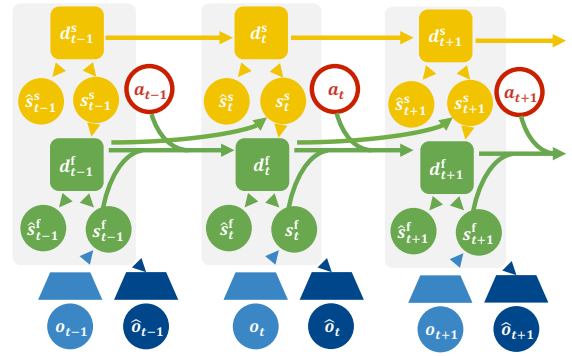 d^s_{t−1} d^s_t d^s_{t+1}
ŝ^s_{t−1} s^s_{t−1} a_{t−1} ŝ^s_t s^s_t a_t ŝ^s_{t+1} s^s_{t+1} a_{t+1}
d^f_{t−1} d^f_t d^f_{t+1}
ŝ^f_{t−1} s^f_{t−1} ŝ^f_t s^f_t ŝ^f_{t+1} s^f_{t+1}
o_{t−1} ô_{t−1} o_t ô_t o_{t+1} ô_{t+1}